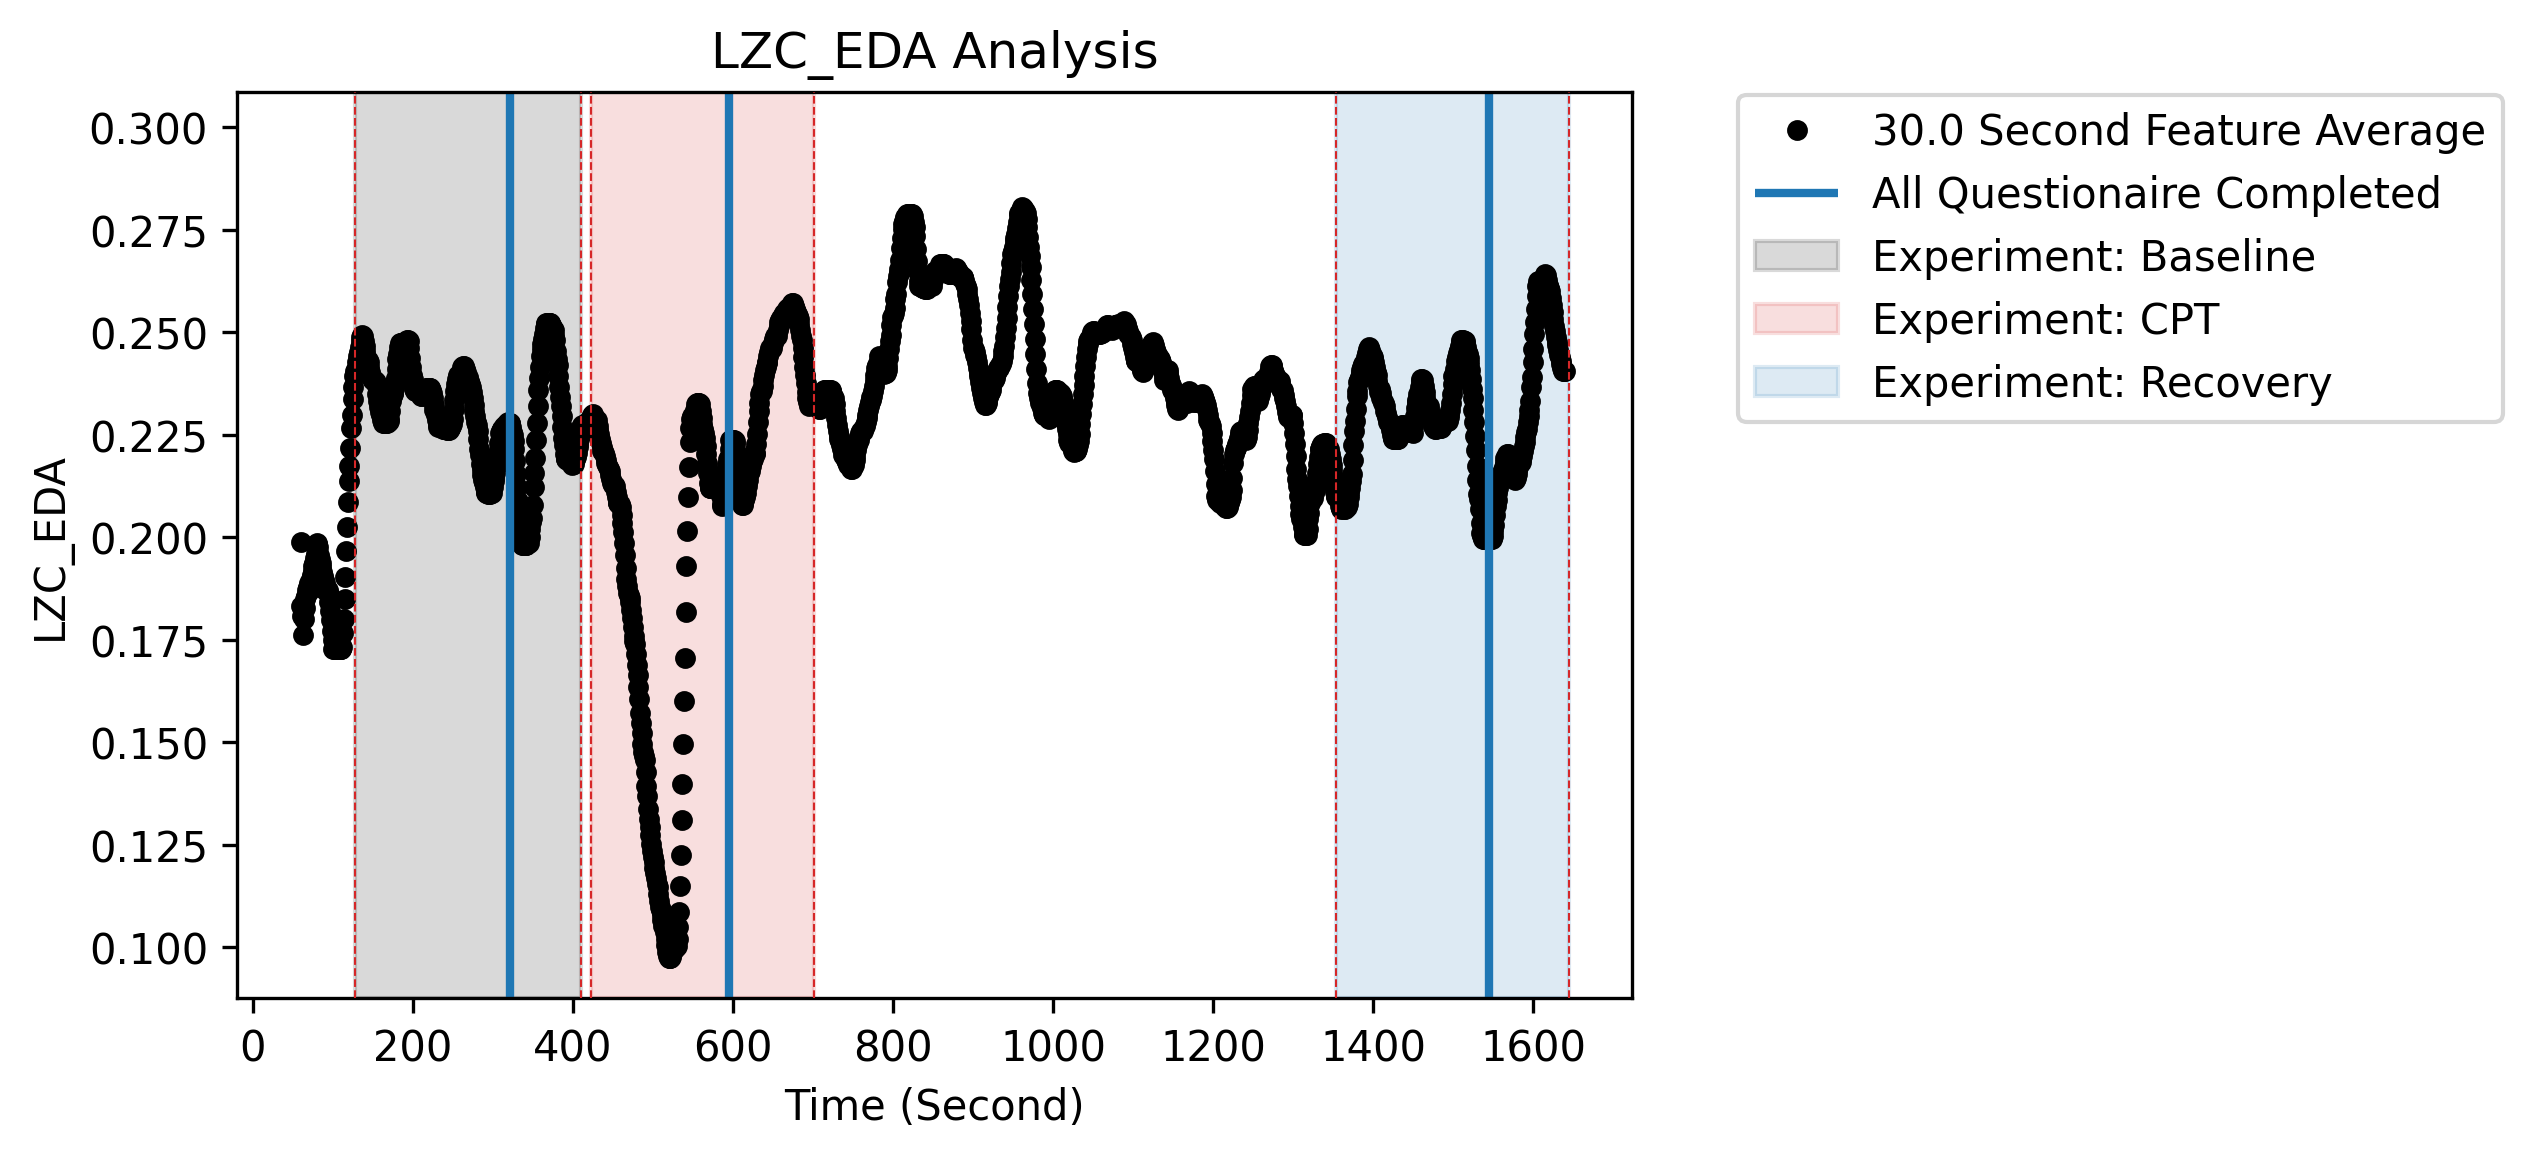 LZC_EDA Analysis
0.300
0.275
0.250
0.225
0.200
0.175
0.150
0.125
0.100
LZC_EDA
0 200 400 600 800 1000 1200 1400 1600
Time (Second)
30.0 Second Feature Average
All Questionaire Completed
Experiment: Baseline
Experiment: CPT
Experiment: Recovery